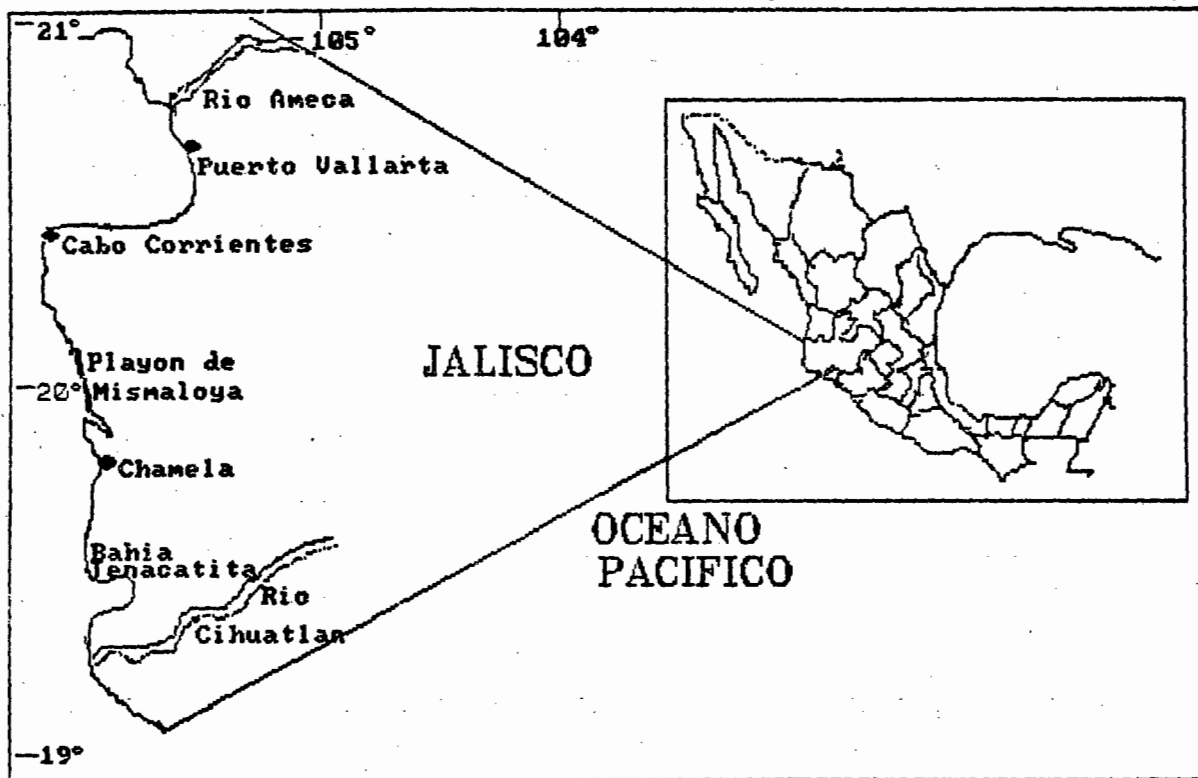 21°
105°
104°
Rio Ameca
Puerto Vallarta
Cabo Corrientes
Playon de
Mismaloya
20°
JALISCO
Chamela
OCEANO
PACIFICO
Bahia
Tenacatita
Rio
Cihuatlan
19°